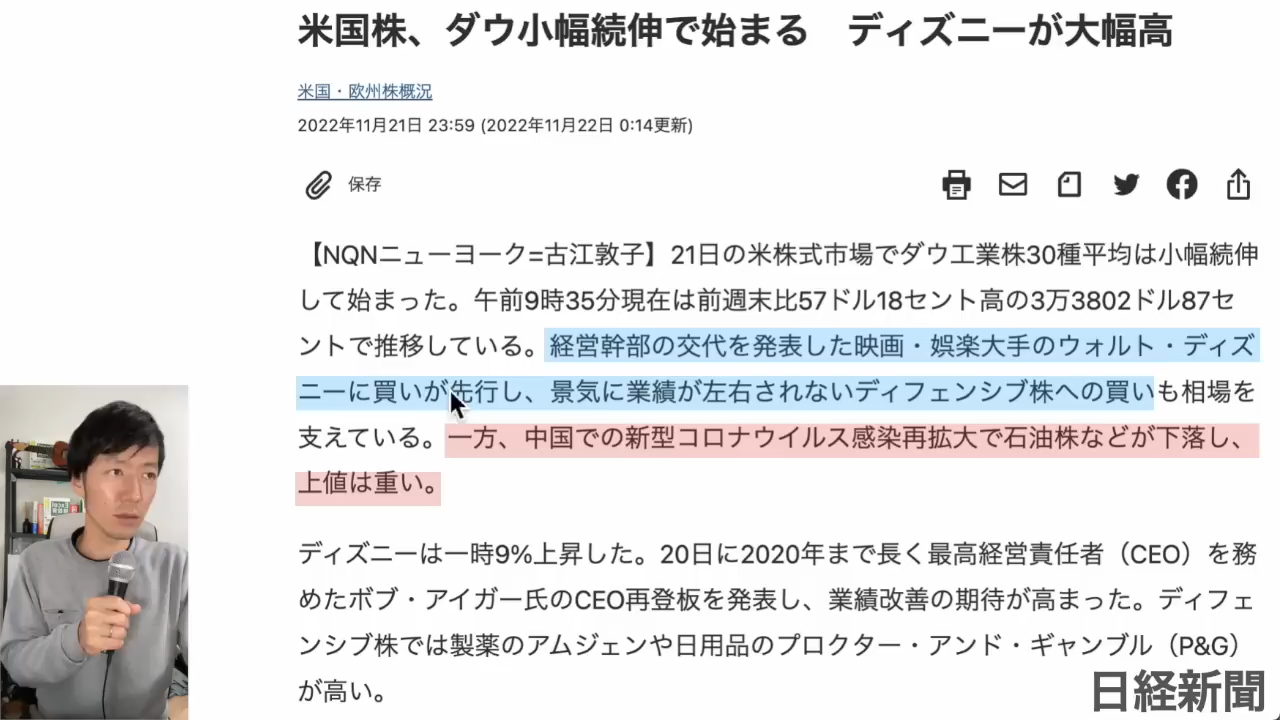 米国株、ダウ小幅続伸で始まる　ディズニーが大幅高
米国・欧州株概況
2022年11月21日 23:59 (2022年11月22日 0:14更新)
保存
【NQNニューヨーク=古江敦子】21日の米株式市場でダウ工業株30種平均は小幅続伸
して始まった。午前9時35分現在は前週末比57ドル18セント高の3万3802ドル87セ
ントで推移している。経営幹部の交代を発表した映画・娯楽大手のウォルト・ディズ
ニーに買いが先行し、景気に業績が左右されないディフェンシブ株への買いも相場を
支えている。一方、中国での新型コロナウイルス感染再拡大で石油株などが下落し、
上値は重い。
ディズニーは一時9%上昇した。20日に2020年まで長く最高経営責任者（CEO）を務
めたボブ・アイガー氏のCEO再登板を発表し、業績改善の期待が高まった。ディフェ
ンシブ株では製薬のアムジェンや日用品のプロクター・アンド・ギャンブル（P&G）
が高い。
日経新聞